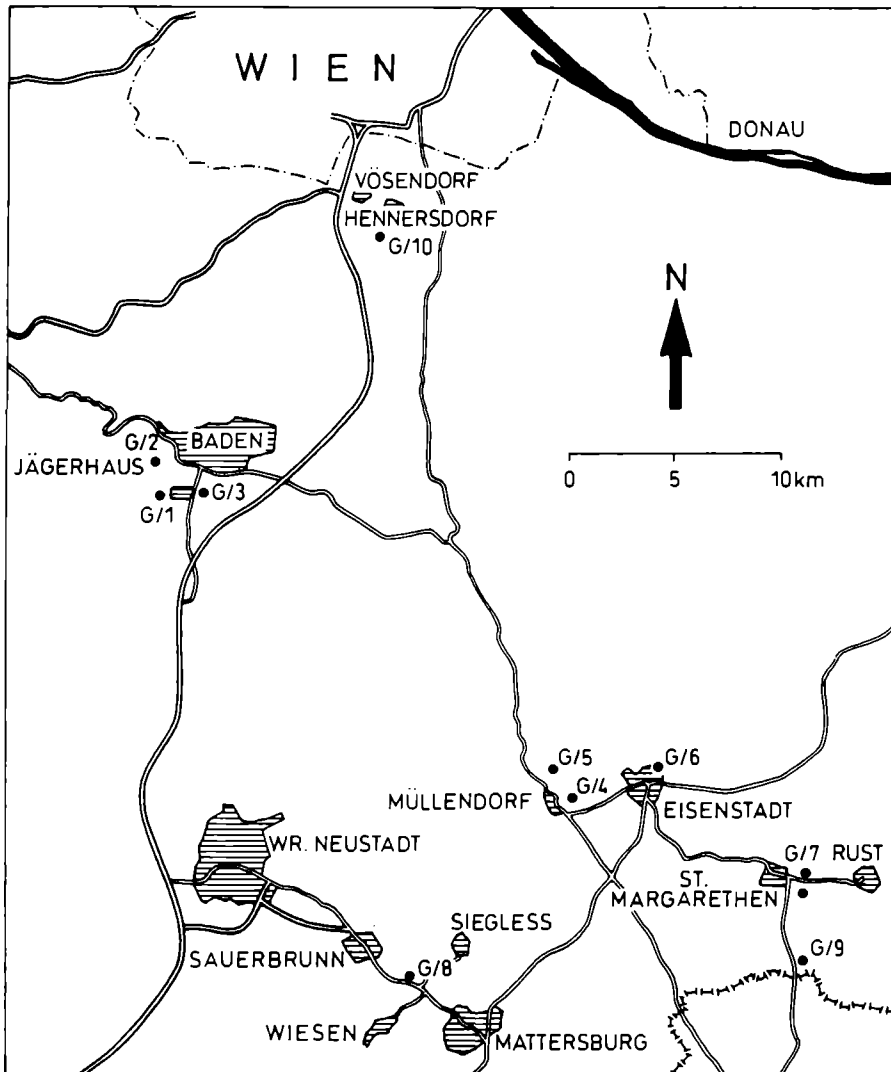 WIEN
DONAU
VÖSENDORF
HENNERSDORF
G/10
N
0 5 10km
G/2
BADEN
JÄGERHAUS
G/1
G/3
G/5
G/6
G/4
MÜLLENDORF
EISENSTADT
WR. NEUSTADT
G/7 RUST
ST.
MARGARETHEN
SIEGLESS
SAUERBRUNN
G/8
G/9
WIESEN
MATTERSBURG